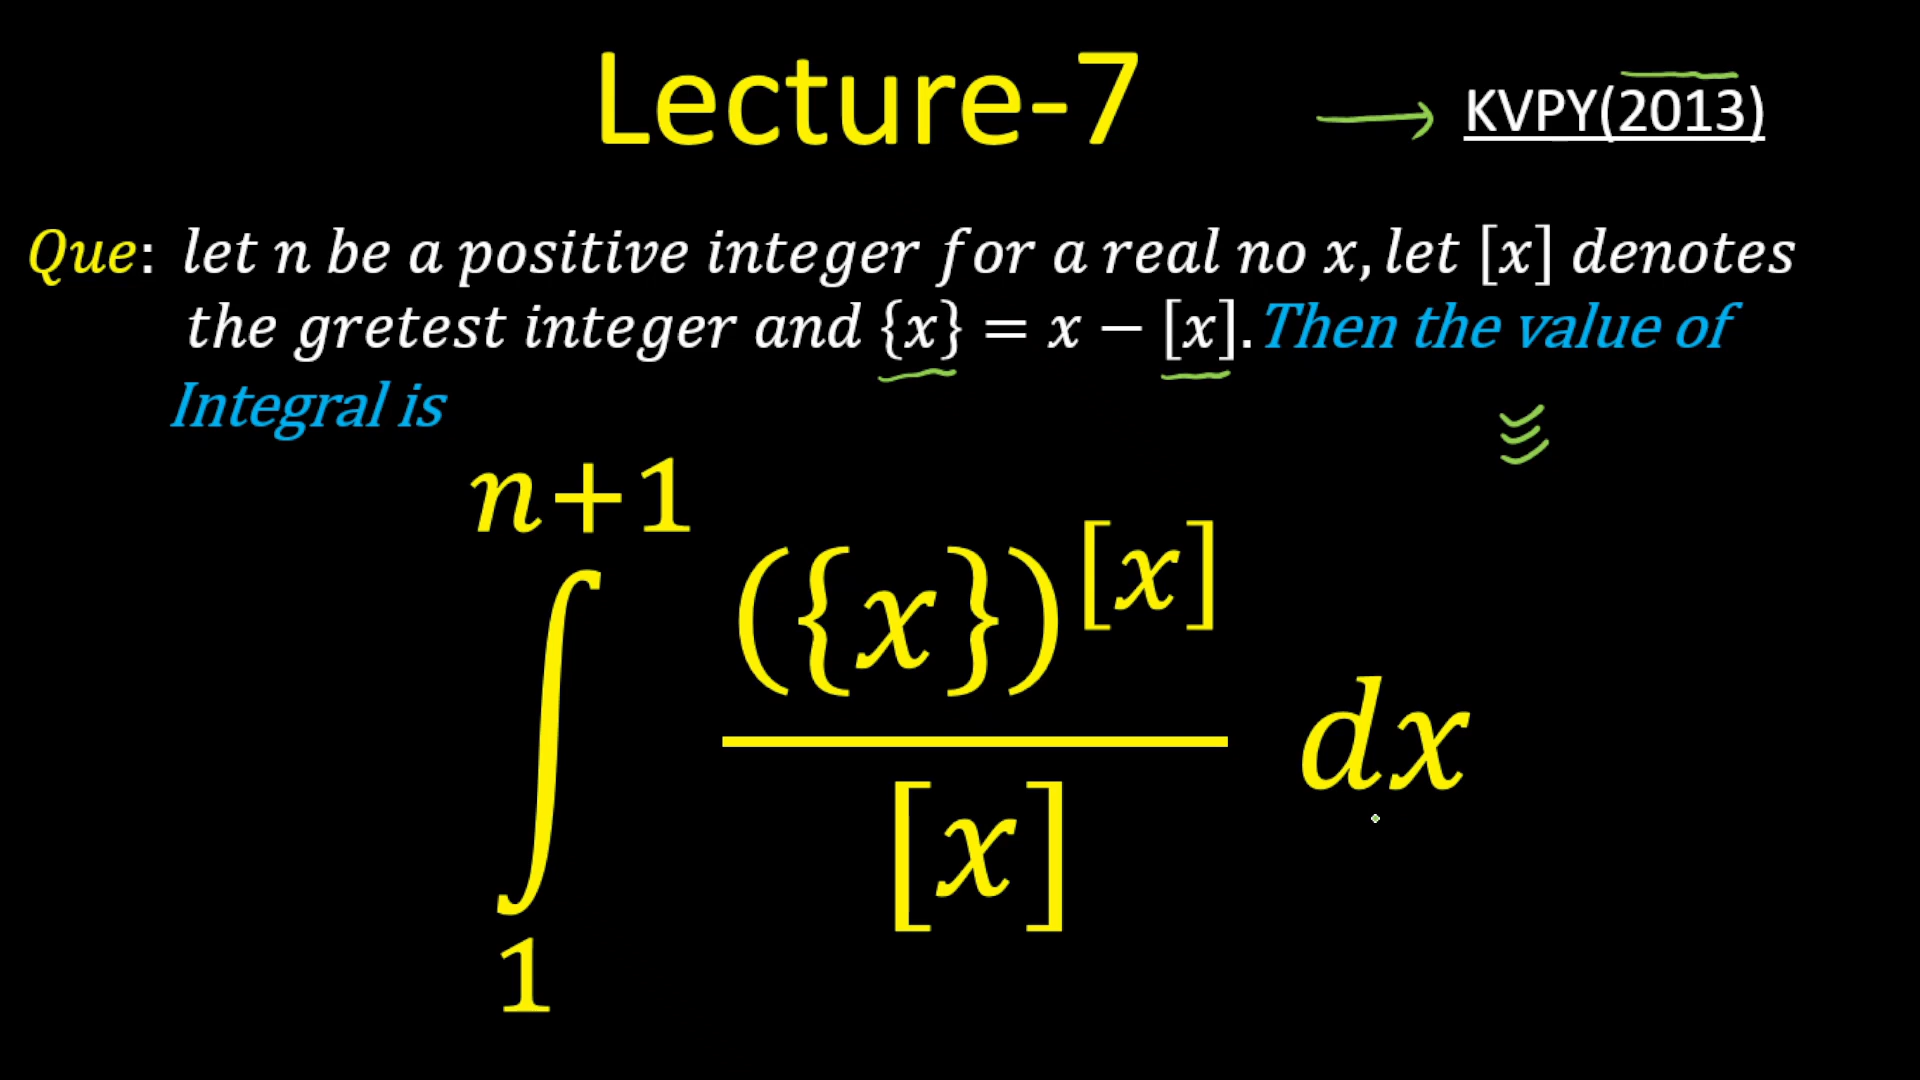 Lecture-7
KVPY(2013)
Que: let n be a positive integer for a real no x, let [x] denotes
the gretest integer and {x} = x − [x]. Then the value of
Integral is
n+1
∫ ({x})^[x] / [x] dx
1